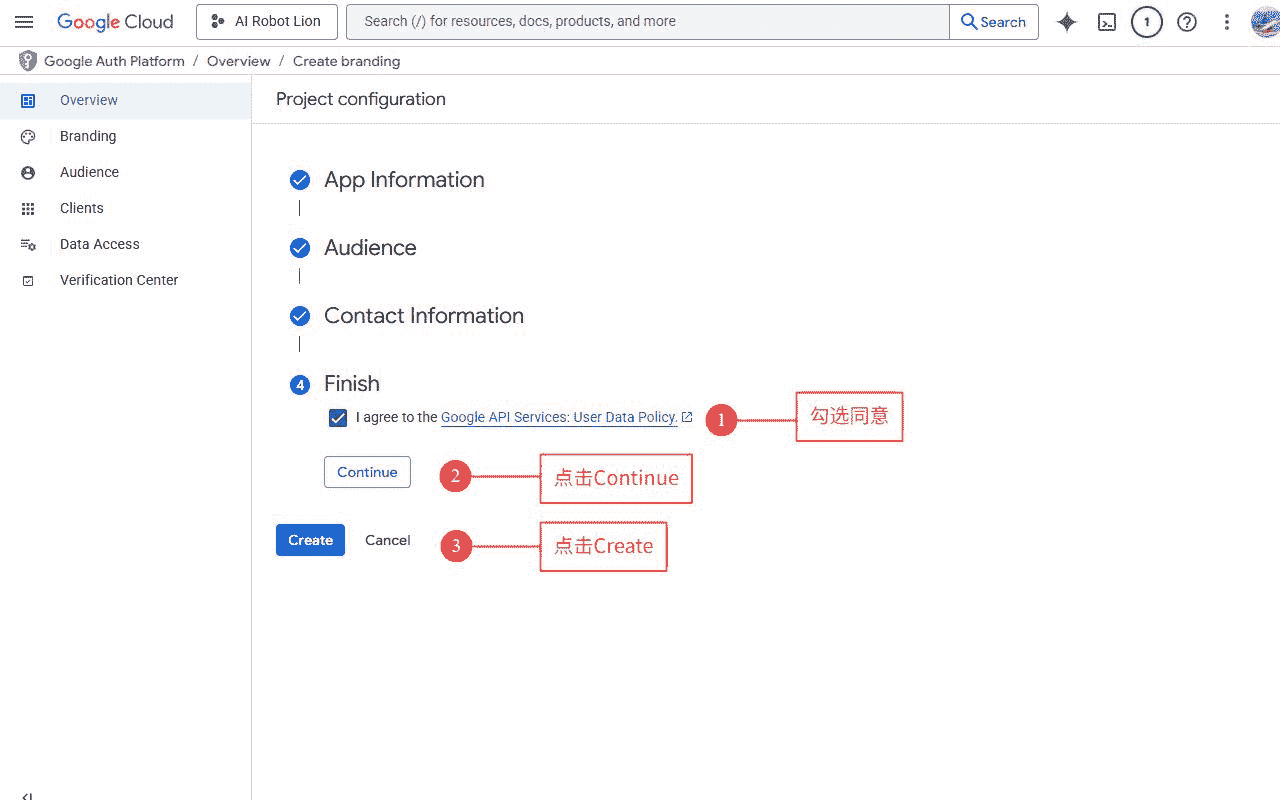 Google Cloud
AI Robot Lion
Search (/) for resources, docs, products, and more
Search
1
Google Auth Platform / Overview / Create branding
Overview
Branding
Audience
Clients
Data Access
Verification Center
Project configuration
App Information
Audience
Contact Information
4 Finish
I agree to the Google API Services: User Data Policy.
1 勾选同意
Continue
2 点击Continue
Create Cancel
3 点击Create